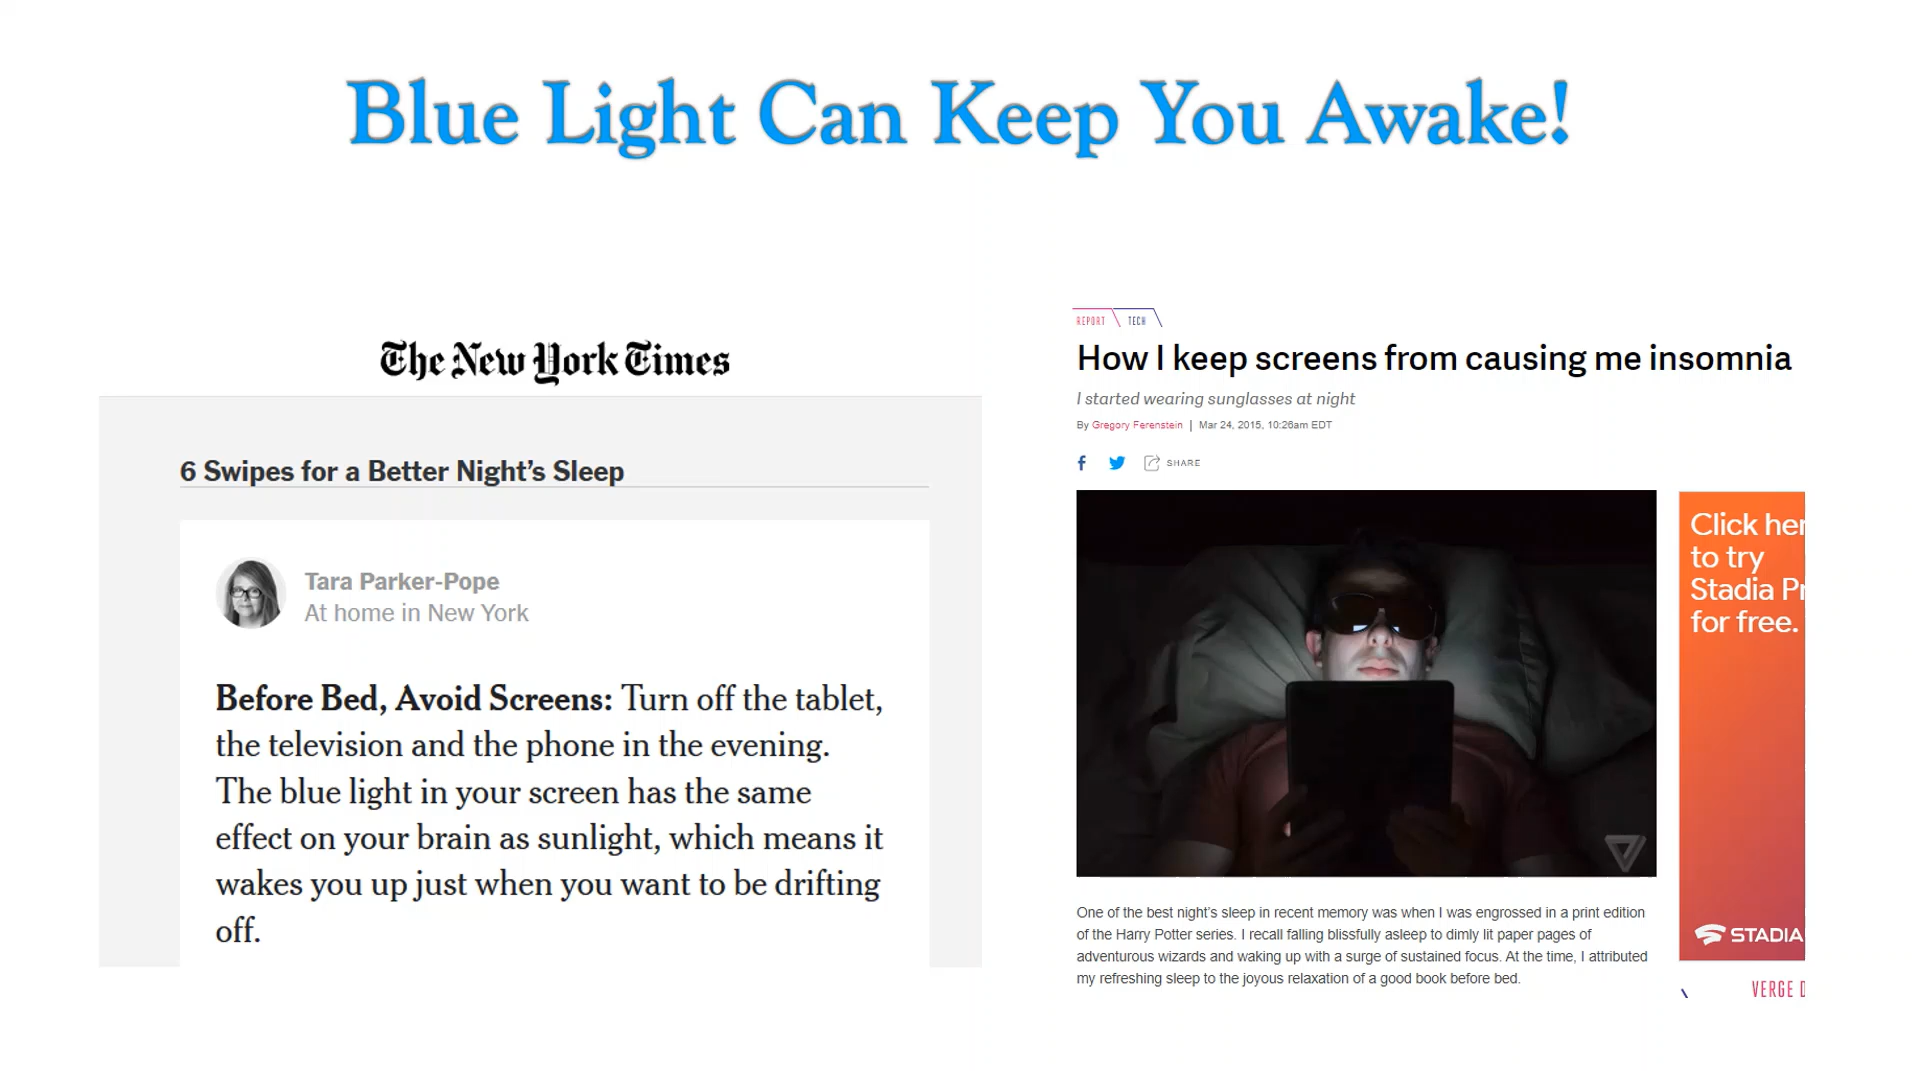 Blue Light Can Keep You Awake!
The New York Times
6 Swipes for a Better Night's Sleep
Tara Parker-Pope
At home in New York
Before Bed, Avoid Screens: Turn off the tablet,
the television and the phone in the evening.
The blue light in your screen has the same
effect on your brain as sunlight, which means it
wakes you up just when you want to be drifting
off.
REPORT TECH
How I keep screens from causing me insomnia
I started wearing sunglasses at night
By Gregory Ferenstein | Mar 24, 2015, 10:26am EDT
SHARE
Click her
to try
Stadia Pr
for free.
STADIA
One of the best night's sleep in recent memory was when I was engrossed in a print edition
of the Harry Potter series. I recall falling blissfully asleep to dimly lit paper pages of
adventurous wizards and waking up with a surge of sustained focus. At the time, I attributed
my refreshing sleep to the joyous relaxation of a good book before bed.
VERGE D